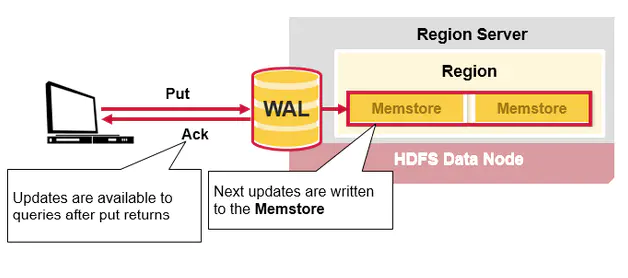 Region Server
Region
Put
WAL
Memstore
Memstore
Ack
HDFS Data Node
Updates are available to
queries after put returns
Next updates are written
to the Memstore